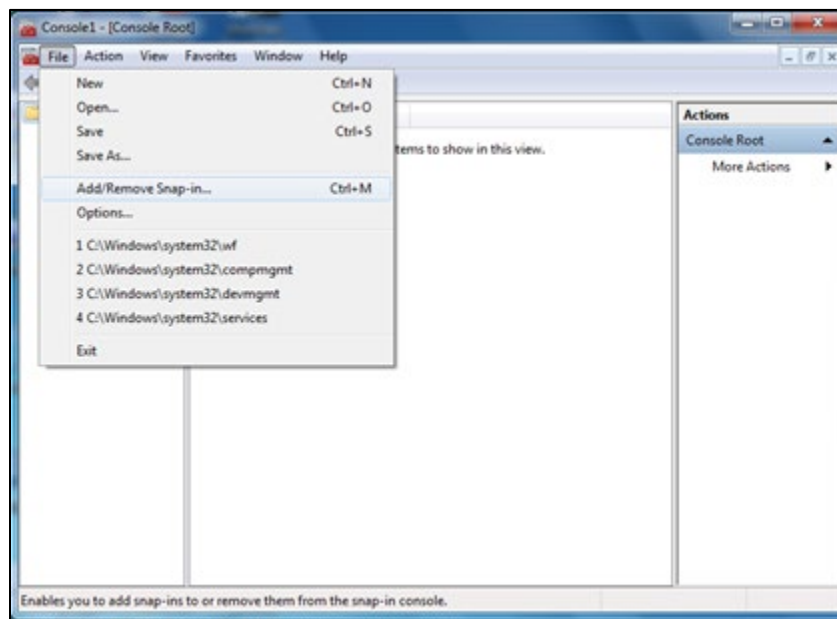 Console1 - [Console Root]
File Action View Favorites Window Help
New Ctrl+N
Open... Ctrl+O
Save Ctrl+S
Save As...
Add/Remove Snap-in... Ctrl+M
Options...
1 C:\Windows\system32\wf
2 C:\Windows\system32\compmgmt
3 C:\Windows\system32\devmgmt
4 C:\Windows\system32\services
Exit
tems to show in this view.
Actions
Console Root
More Actions
Enables you to add snap-ins to or remove them from the snap-in console.